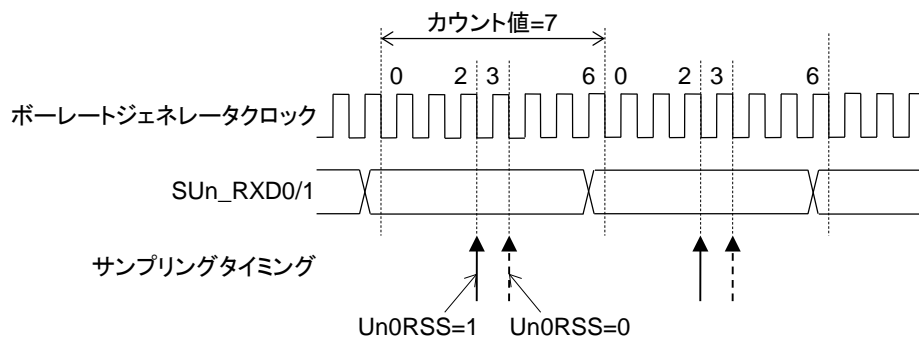 カウント値=7
0 2 3 6 0 2 3 6
ボーレートジェネレータクロック
SUn_RXD0/1
サンプリングタイミング
Un0RSS=1 Un0RSS=0